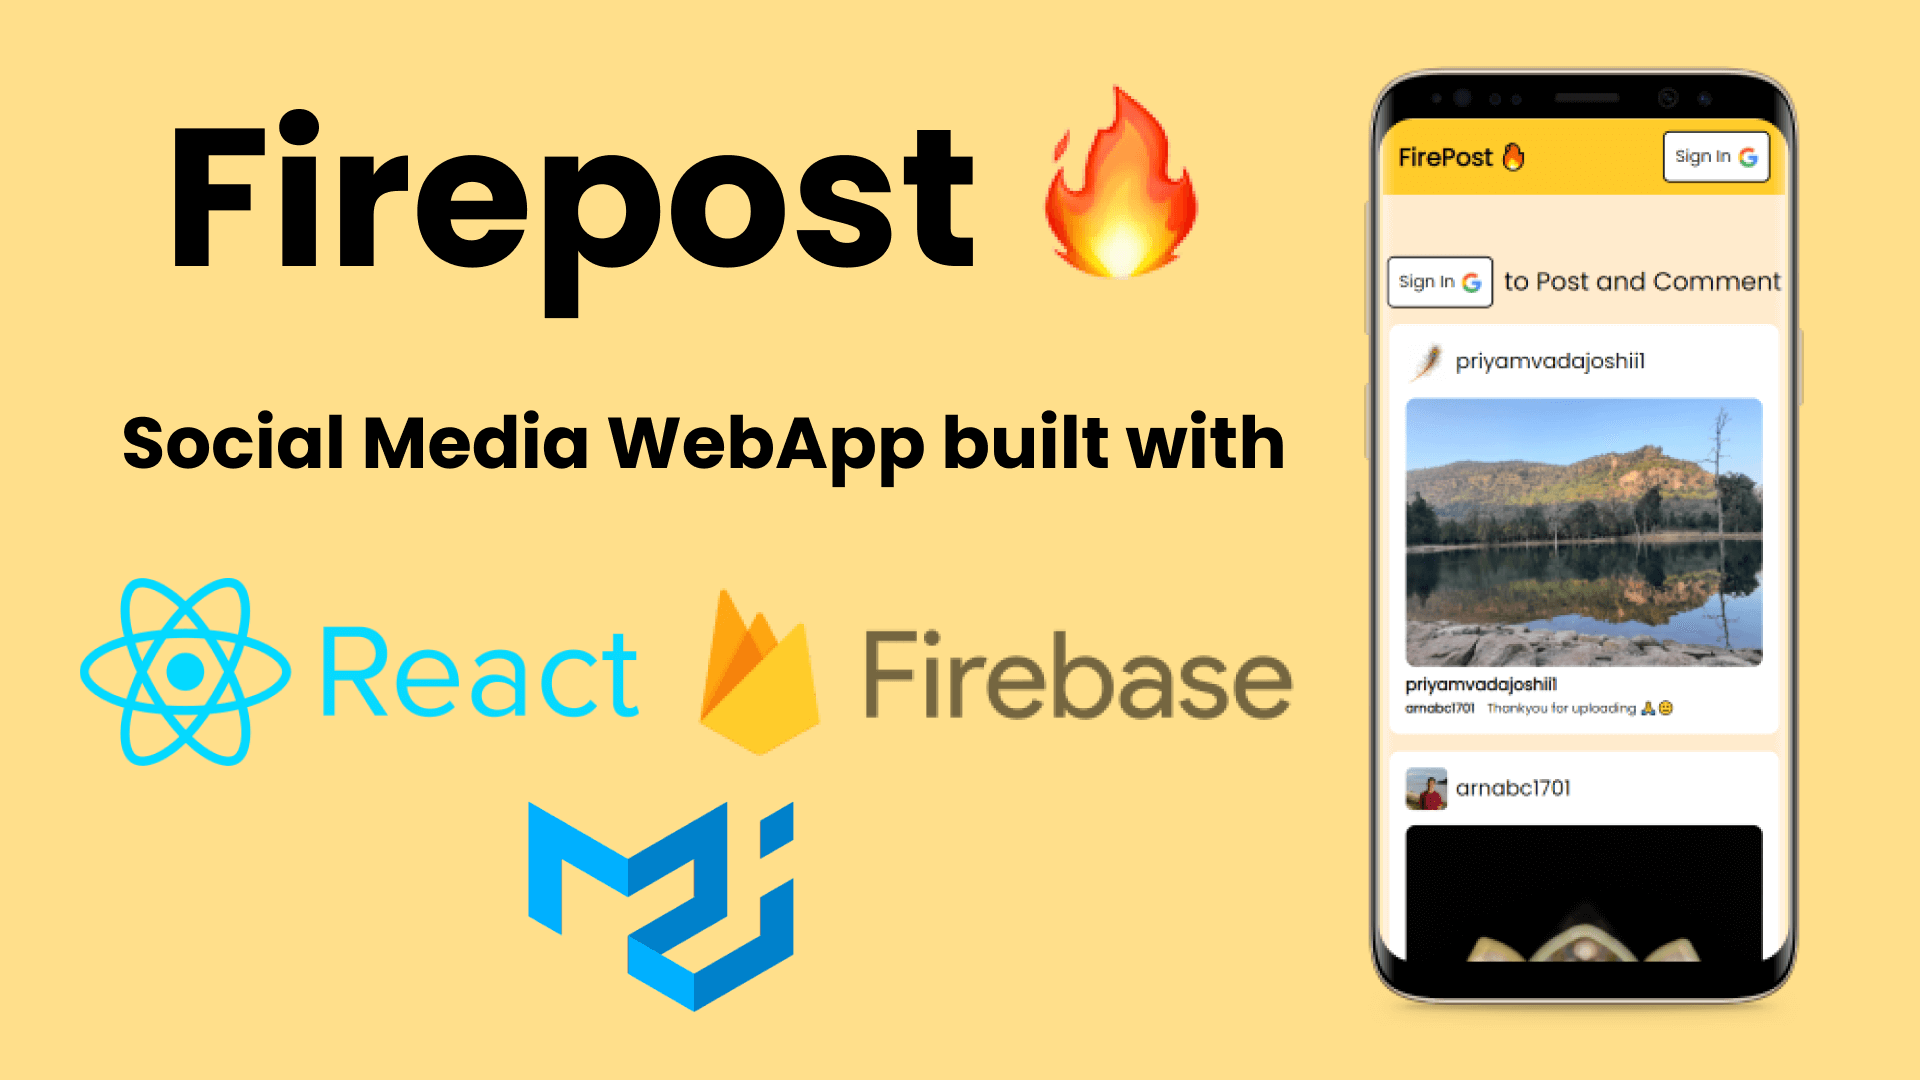 Firepost 🔥
Social Media WebApp built with
React
Firebase
FirePost 🔥
Sign In
Sign In to Post and Comment
priyamvadajoshii1
priyamvadajoshii1
arnabc1701 Thankyou for uploading 🙏😊
arnabc1701